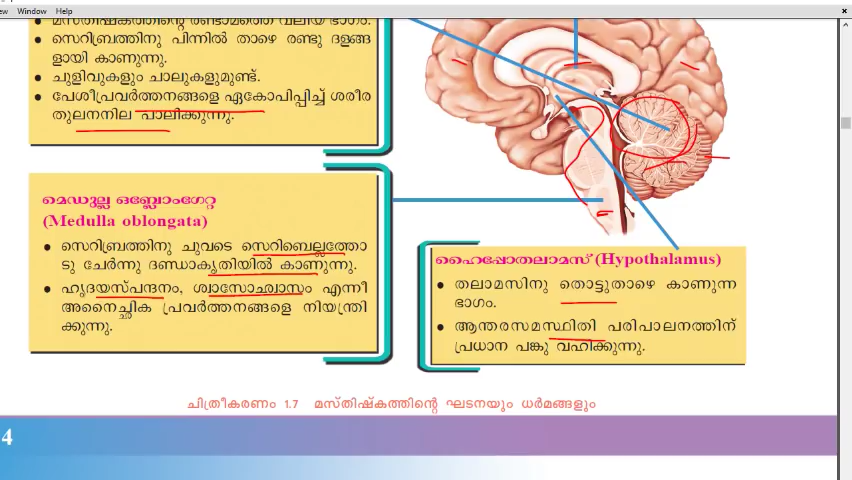 ew Window Help
മസ്തിഷ്കത്തിന്റെ രണ്ടാമത്തെ വലിയ ഭാഗം.
● സെറിബ്രത്തിനു പിന്നിൽ താഴെ രണ്ടു ദളങ്ങ
ളായി കാണുന്നു.
● ചുളിവുകളും ചാലുകളുമുണ്ട്.
● പേശീപ്രവർത്തനങ്ങളെ ഏകോപിപ്പിച്ച് ശരീര
തുലനനില പാലിക്കുന്നു.
മെഡുല്ല ഒബ്ലോംഗേറ്റ
(Medulla oblongata)
● സെറിബ്രത്തിനു ചുവടെ സെറിബെല്ലത്തോ
ടു ചേർന്നു ദണ്ഡാകൃതിയിൽ കാണുന്നു.
● ഹൃദയസ്പന്ദനം, ശ്വാസോച്ഛ്വാസം എന്നീ
അനൈച്ഛിക പ്രവർത്തനങ്ങളെ നിയന്ത്രി
ക്കുന്നു.
ഹൈപ്പോതലാമസ് (Hypothalamus)
● തലാമസിനു തൊട്ടുതാഴെ കാണുന്ന
ഭാഗം.
● ആന്തരസമസ്ഥിതി പരിപാലനത്തിന്
പ്രധാന പങ്കു വഹിക്കുന്നു.
ചിത്രീകരണം 1.7 മസ്തിഷ്കത്തിന്റെ ഘടനയും ധർമങ്ങളും
4